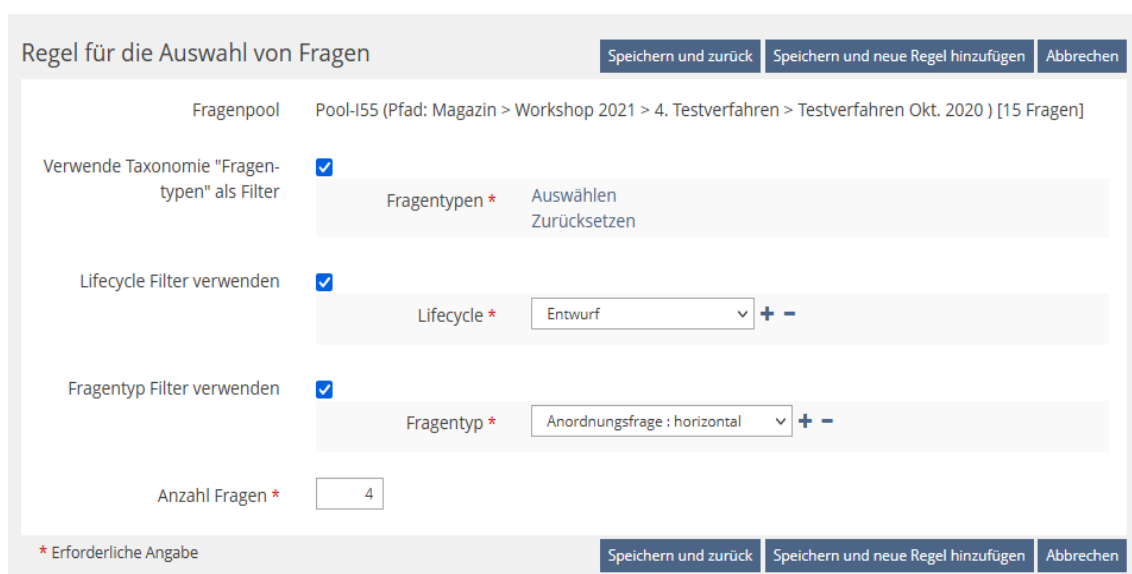 Regel für die Auswahl von Fragen
Speichern und zurück Speichern und neue Regel hinzufügen Abbrechen
Fragenpool Pool-I55 (Pfad: Magazin > Workshop 2021 > 4. Testverfahren > Testverfahren Okt. 2020 ) [15 Fragen]
Verwende Taxonomie "Fragen-
typen" als Filter
Fragentypen * Auswählen
Zurücksetzen
Lifecycle Filter verwenden
Lifecycle * Entwurf + −
Fragentyp Filter verwenden
Fragentyp * Anordnungsfrage : horizontal + −
Anzahl Fragen * 4
* Erforderliche Angabe
Speichern und zurück Speichern und neue Regel hinzufügen Abbrechen